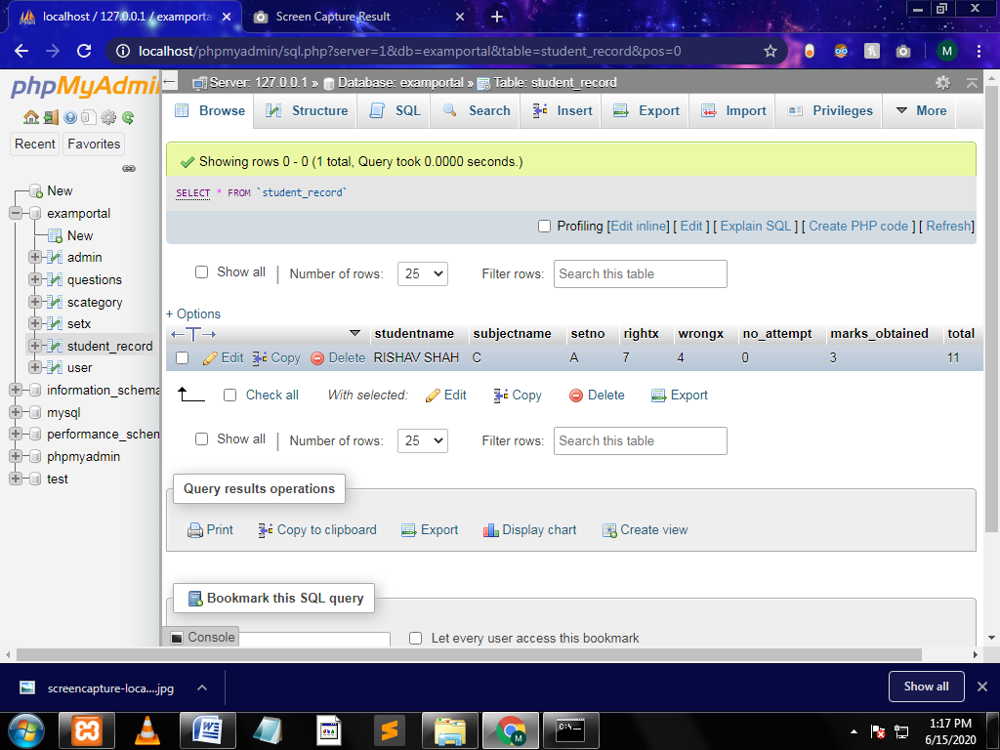 localhost / 127.0.0.1 / examporta
Screen Capture Result
localhost/phpmyadmin/sql.php?server=1&db=examportal&table=student_record&pos=0
M
phpMyAdmi
Server: 127.0.0.1 » Database: examportal » Table: student_record
Browse Structure SQL Search Insert Export Import Privileges More
Recent Favorites
New
examportal
New
admin
questions
scategory
setx
student_record
user
information_schema
mysql
performance_schem
phpmyadmin
test
Showing rows 0 - 0 (1 total, Query took 0.0000 seconds.)
SELECT * FROM `student_record`
Profiling [Edit inline] [ Edit ] [ Explain SQL ] [ Create PHP code ] [ Refresh]
Show all Number of rows: 25 Filter rows: Search this table
+ Options
←T→ studentname subjectname setno rightx wrongx no_attempt marks_obtained total
Edit Copy Delete RISHAV SHAH C A 7 4 0 3 11
Check all With selected: Edit Copy Delete Export
Show all Number of rows: 25 Filter rows: Search this table
Query results operations
Print Copy to clipboard Export Display chart Create view
Bookmark this SQL query
Console
Let every user access this bookmark
screencapture-loca....jpg
Show all
1:17 PM
6/15/2020